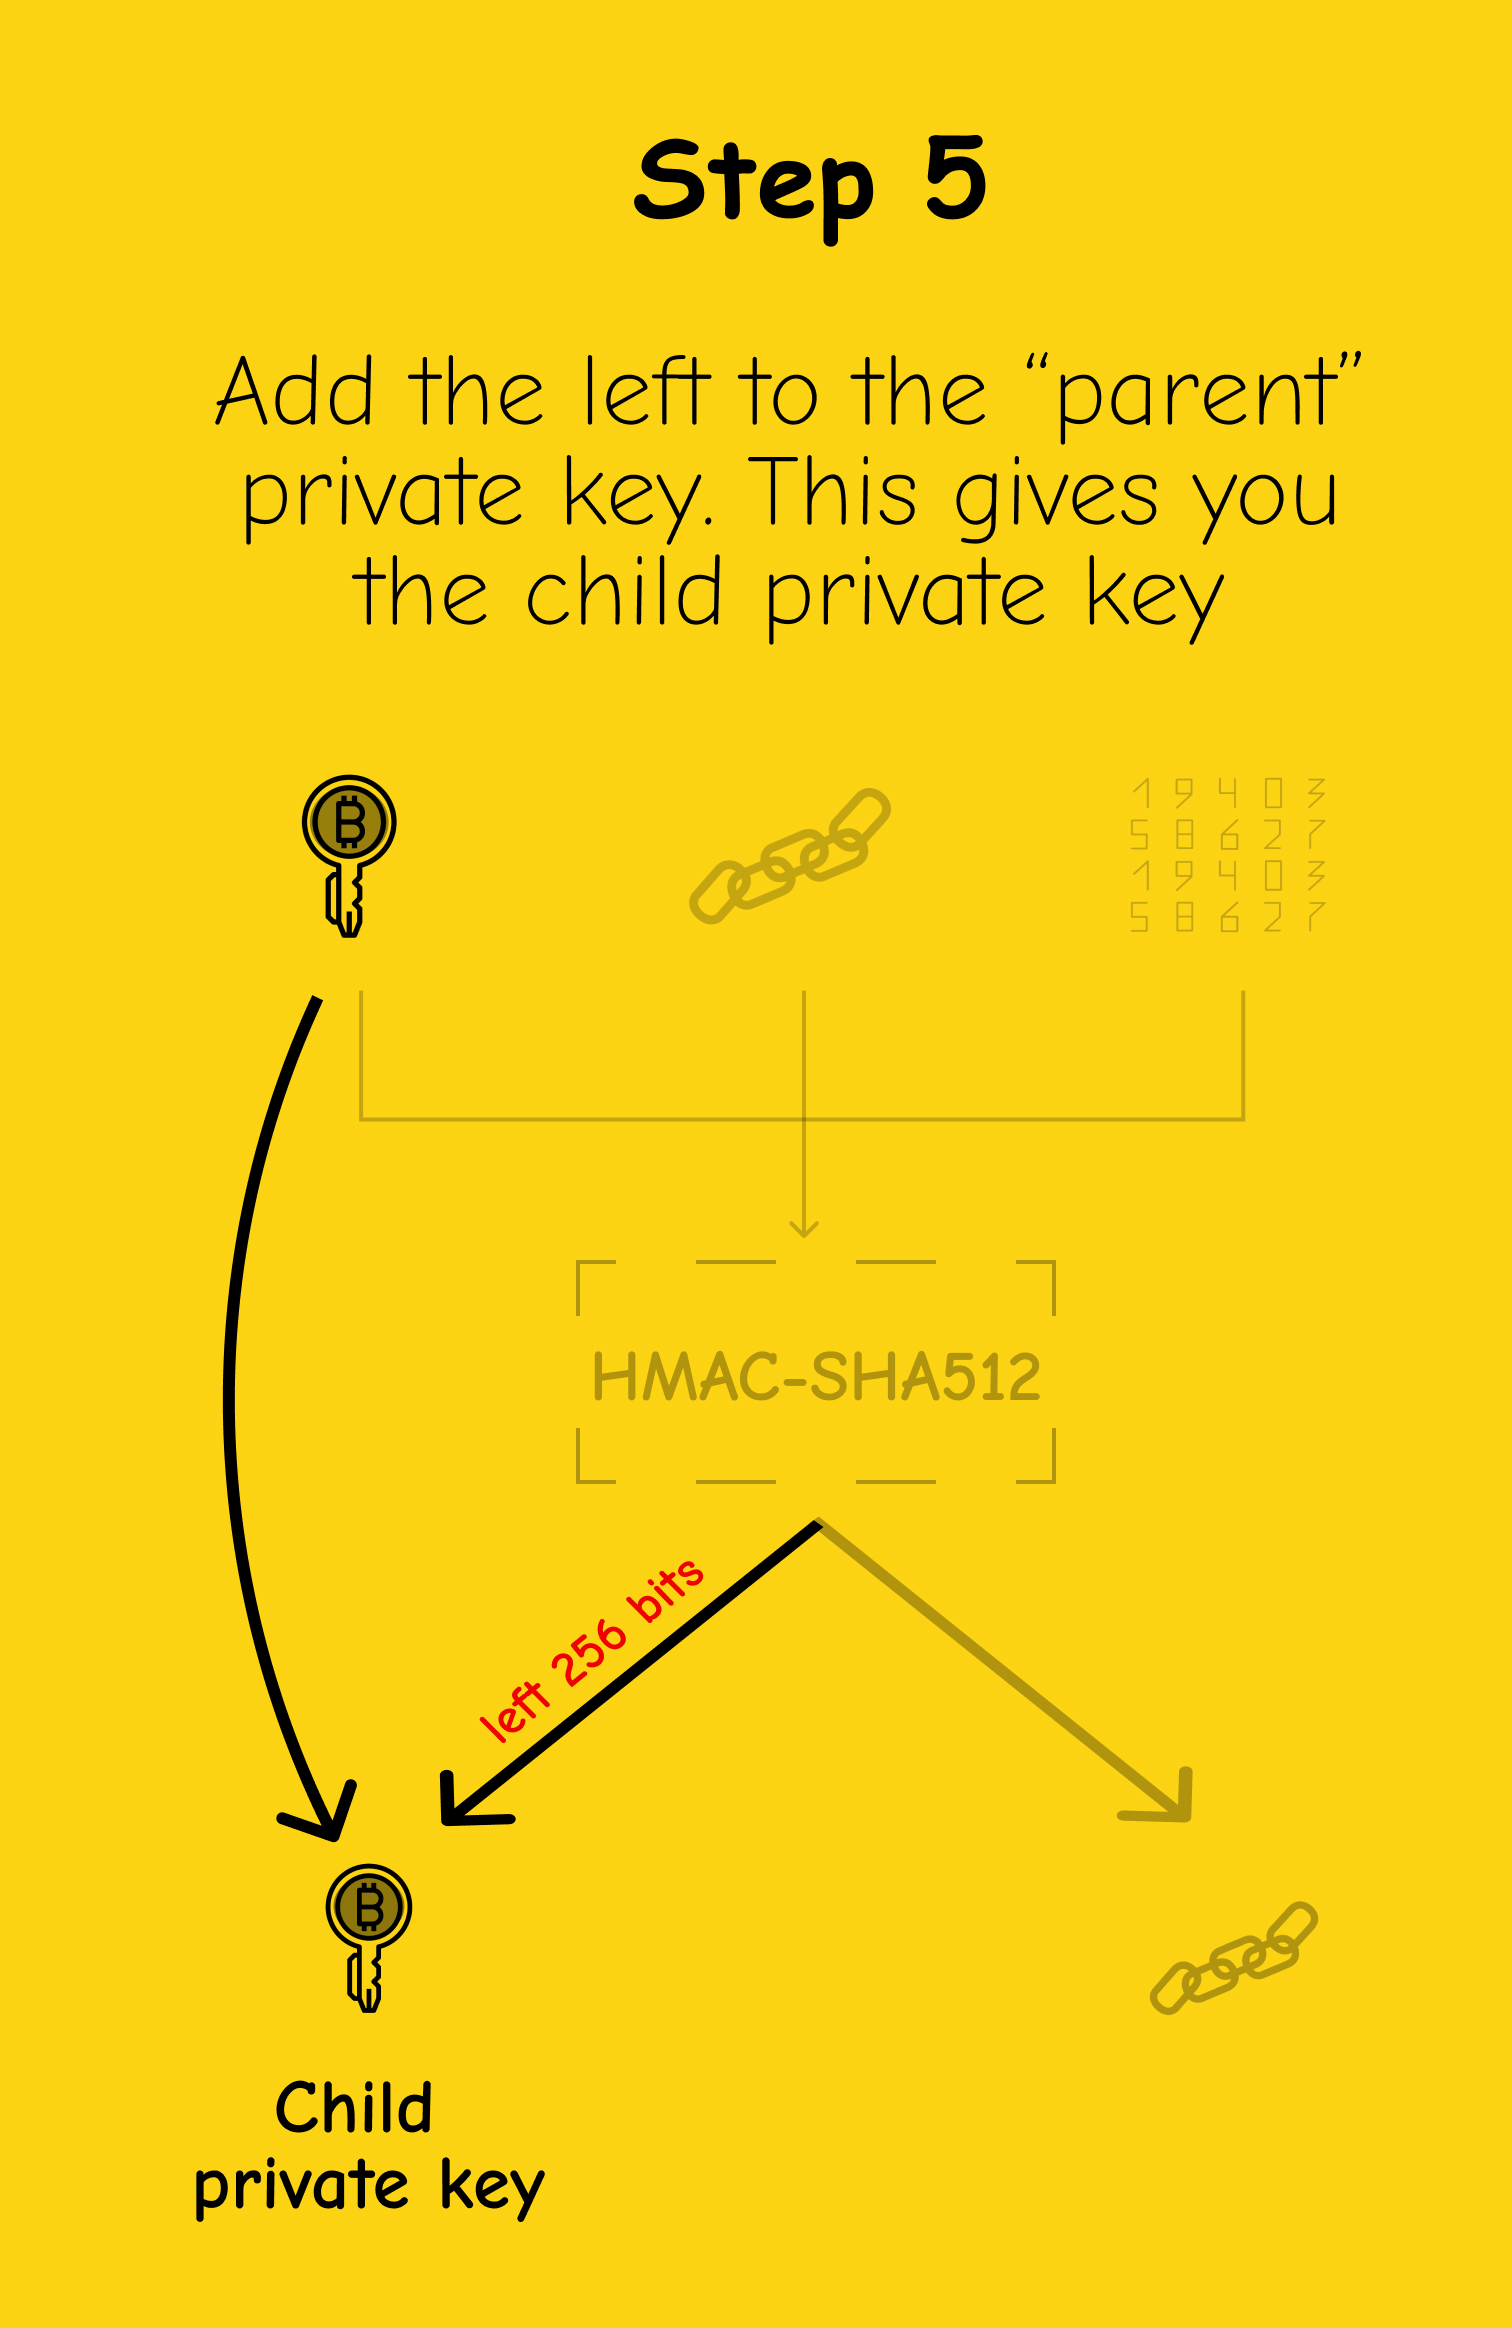 Step 5
Add the left to the “parent”
private key. This gives you
the child private key
1 9 4 0 3
5 8 6 2 7
1 9 4 0 3
5 8 6 2 7
HMAC-SHA512
left 256 bits
Child
private key